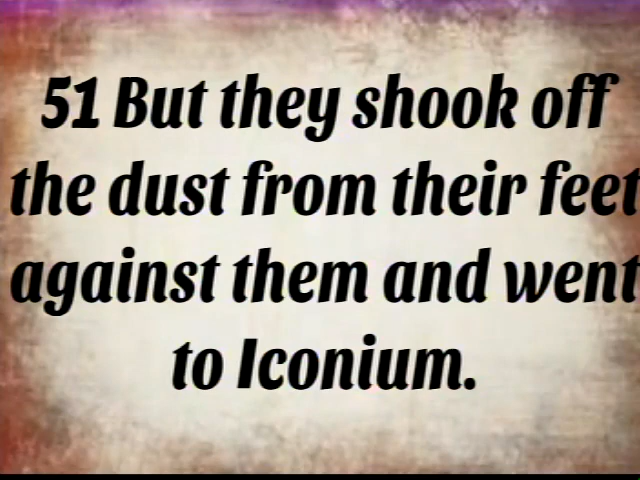 51 But they shook off
the dust from their feet
against them and went
to Iconium.